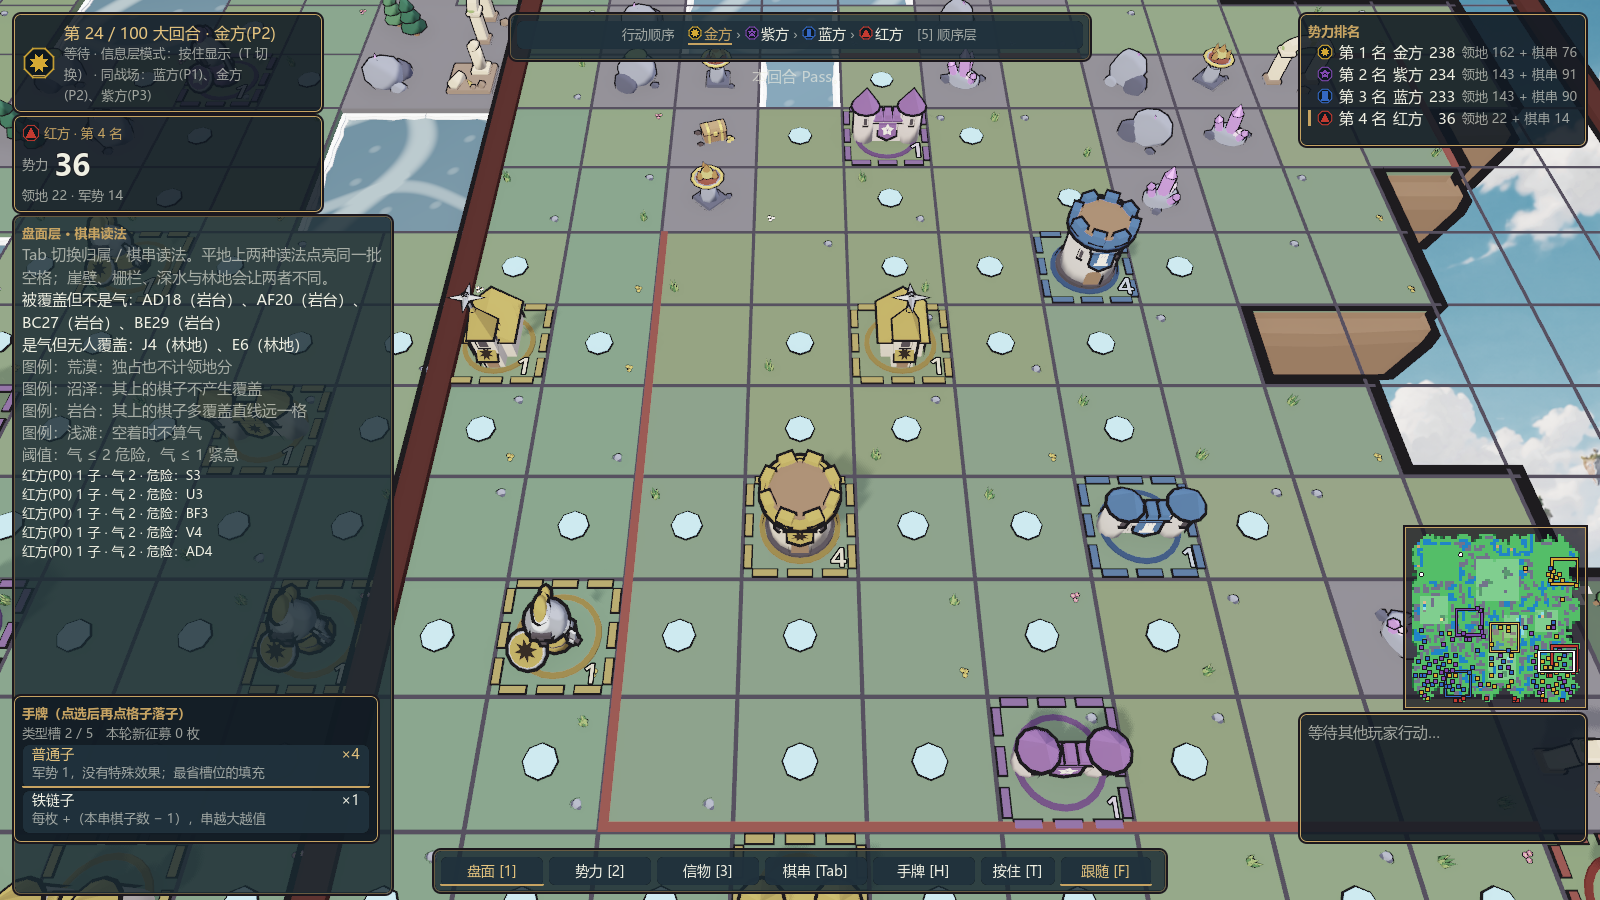 第 24 / 100 大回合 · 金方(P2)
等待 · 信息层模式：按住显示（T 切
换） · 同战场：蓝方(P1)、金方
(P2)、紫方(P3)
红方 · 第 4 名
势力 36
领地 22 · 军势 14
盘面层 • 棋串读法
Tab 切换归属 / 棋串读法。平地上两种读法点亮同一批
空格；崖壁、栅栏、深水与林地会让两者不同。
被覆盖但不是气：AD18（岩台）、AF20（岩台）、
BC27（岩台）、BE29（岩台）
是气但无人覆盖：J4（林地）、E6（林地）
图例：荒漠：独占也不计领地分
图例：沼泽：其上的棋子不产生覆盖
图例：岩台：其上的棋子多覆盖直线远一格
图例：浅滩：空着时不算气
阈值：气 ≤ 2 危险，气 ≤ 1 紧急
红方(P0) 1 子 · 气 2 · 危险：S3
红方(P0) 1 子 · 气 2 · 危险：U3
红方(P0) 1 子 · 气 2 · 危险：BF3
红方(P0) 1 子 · 气 2 · 危险：V4
红方(P0) 1 子 · 气 2 · 危险：AD4
手牌（点选后再点格子落子）
类型槽 2 / 5 本轮新征募 0 枚
普通子 ×4
军势 1，没有特殊效果；最省槽位的填充
铁链子 ×1
每枚 +（本串棋子数 − 1），串越大越值
行动顺序 金方 › 紫方 › 蓝方 › 红方 [5] 顺序层
回合 Pass
势力排名
第 1 名 金方 238 领地 162 + 棋串 76
第 2 名 紫方 234 领地 143 + 棋串 91
第 3 名 蓝方 233 领地 143 + 棋串 90
第 4 名 红方 36 领地 22 + 棋串 14
1
4
1
1
4
1
1
1
1
1
等待其他玩家行动...
盘面 [1]
势力 [2]
信物 [3]
棋串 [Tab]
手牌 [H]
按住 [T]
跟随 [F]